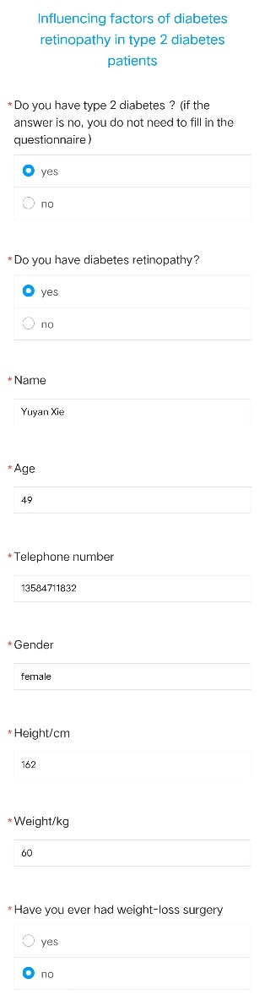 Influencing factors of diabetes
retinopathy in type 2 diabetes
patients
*Do you have type 2 diabetes ? (if the
answer is no, you do not need to fill in the
questionnaire)
yes
no
*Do you have diabetes retinopathy?
yes
no
*Name
Yuyan Xie
*Age
49
*Telephone number
13584711832
*Gender
female
*Height/cm
162
*Weight/kg
60
*Have you ever had weight-loss surgery
yes
no